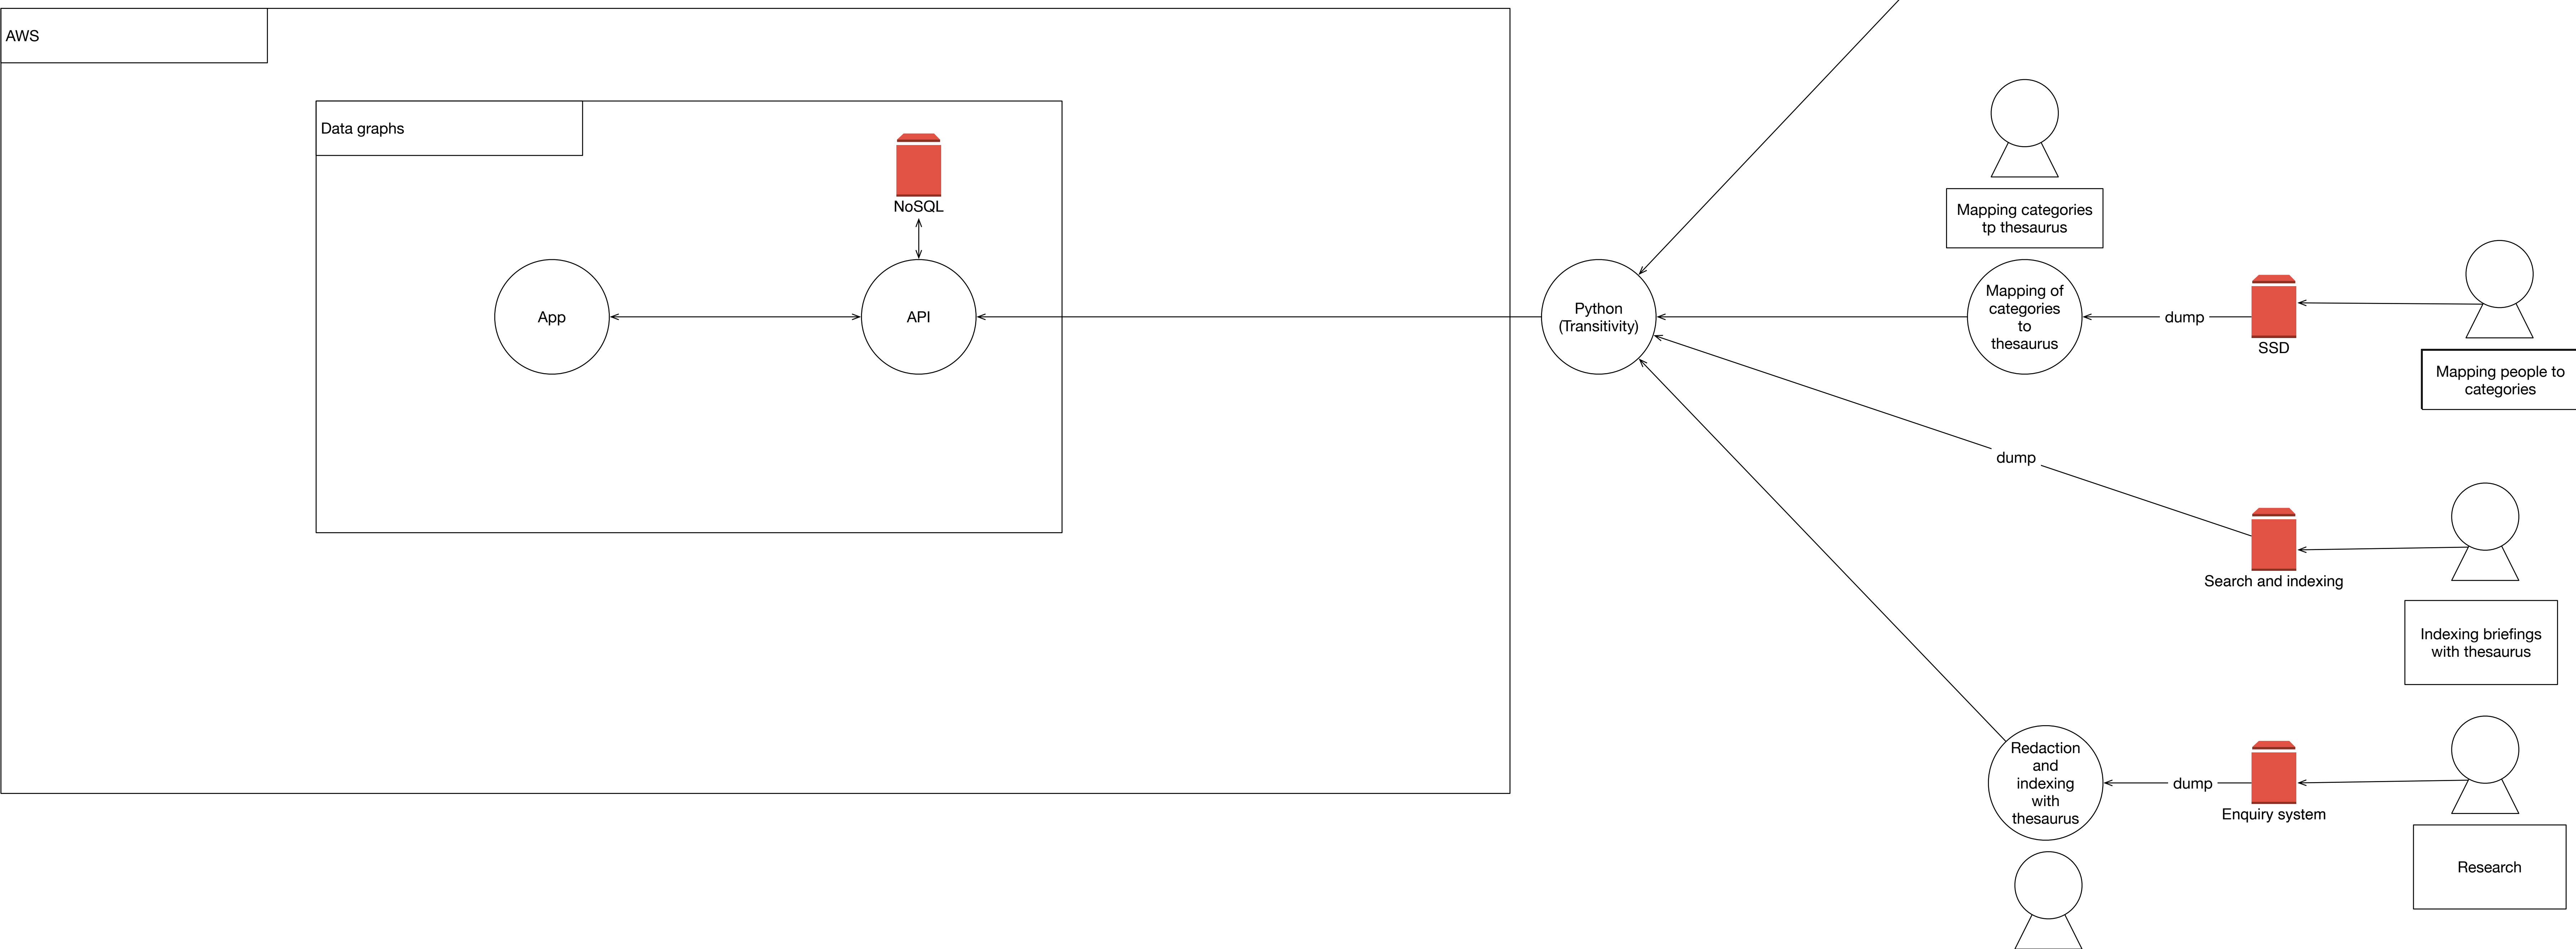 AWS
Data graphs
NoSQL
App
API
Python
(Transitivity)
Mapping categories
tp thesaurus
Mapping of
categories
to
thesaurus
dump
SSD
Mapping people to
categories
dump
Search and indexing
Indexing briefings
with thesaurus
Redaction
and
indexing
with
thesaurus
dump
Enquiry system
Research